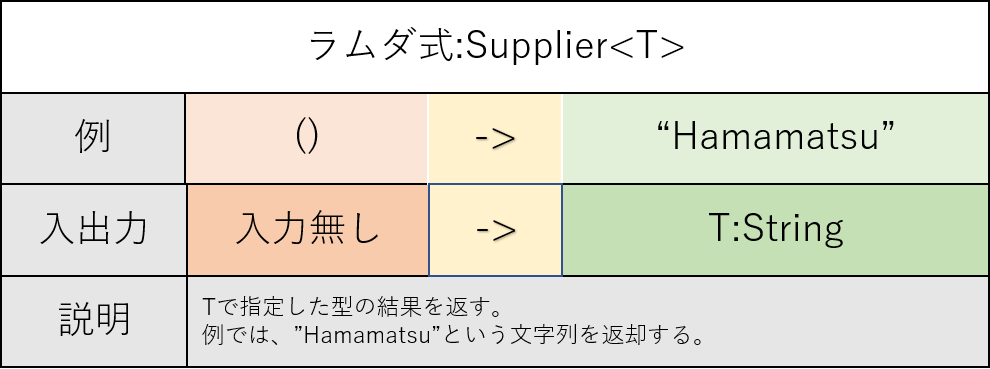 ラムダ式:Supplier<T>
例 () -> “Hamamatsu”
入出力 入力無し -> T:String
説明
Tで指定した型の結果を返す。
例では、”Hamamatsu”という文字列を返却する。